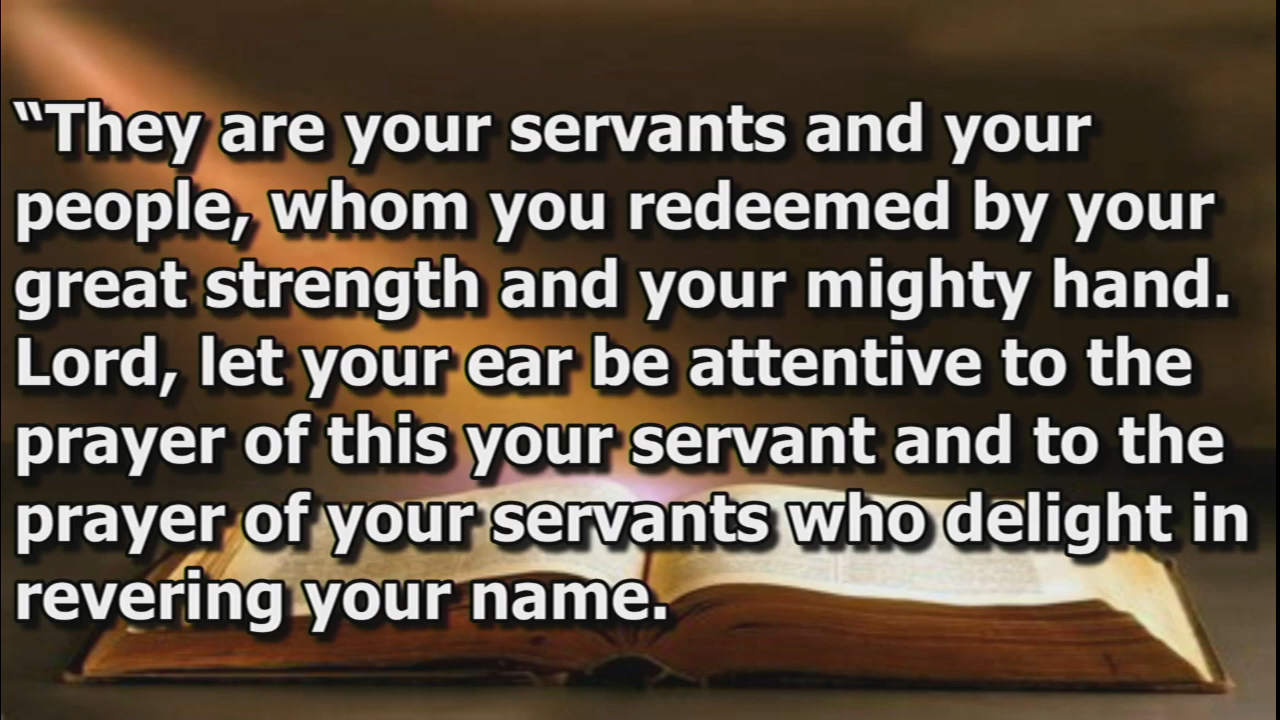 “They are your servants and your
people, whom you redeemed by your
great strength and your mighty hand.
Lord, let your ear be attentive to the
prayer of this your servant and to the
prayer of your servants who delight in
revering your name.